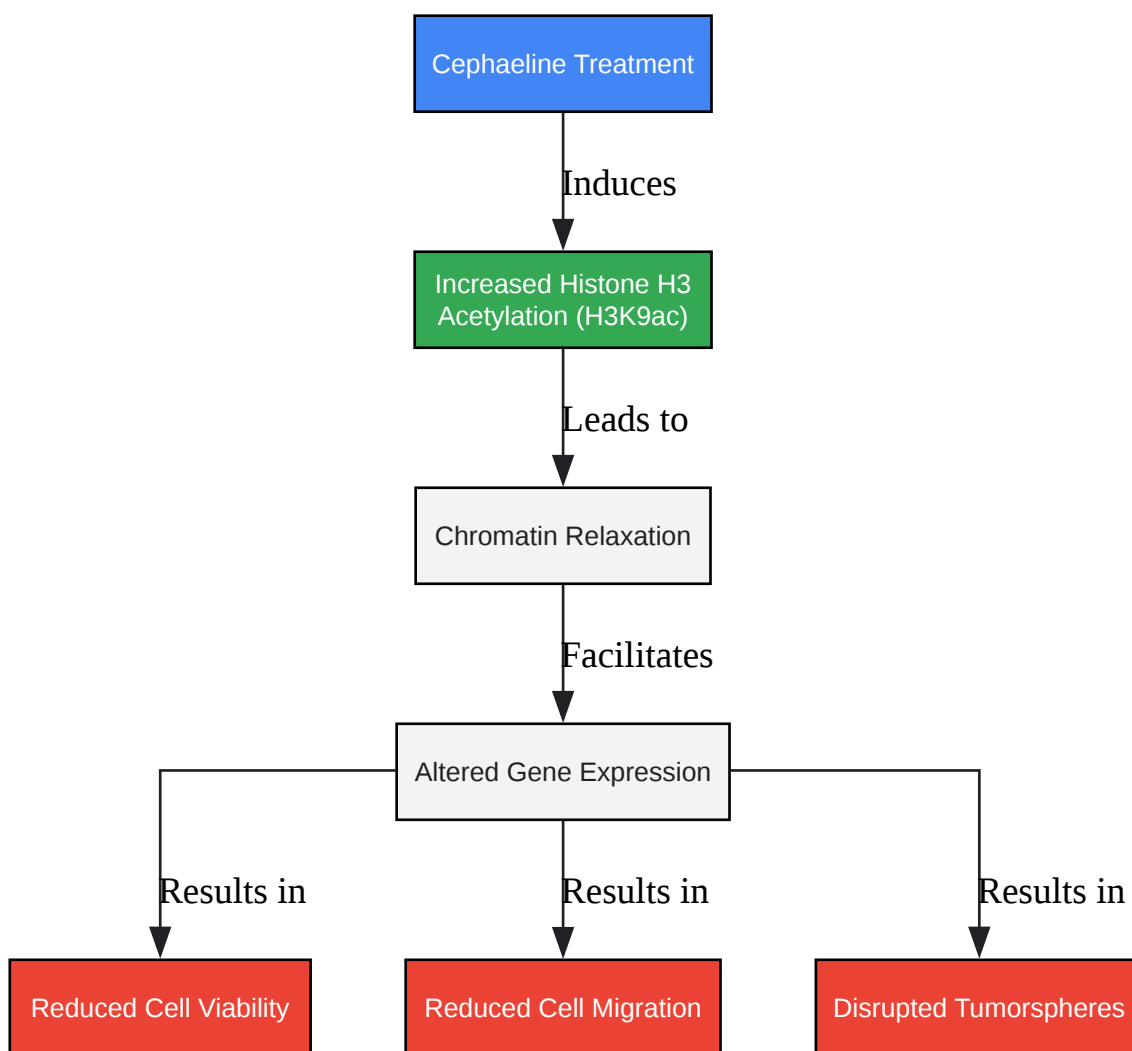 Cephaeline Treatment
Induces
Increased Histone H3
Acetylation (H3K9ac)
Leads to
Chromatin Relaxation
Facilitates
Altered Gene Expression
Results in
Results in
Results in
Reduced Cell Viability
Reduced Cell Migration
Disrupted Tumorspheres